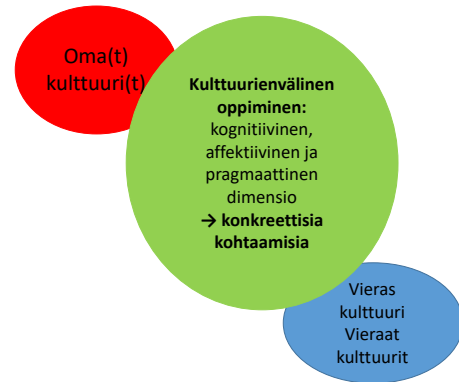 Oma(t)
kulttuuri(t)
Kulttuurienvälinen
oppiminen:
kognitiivinen,
affektiivinen ja
pragmaattinen
dimensio
→ konkreettisia
kohtaamisia
Vieras
kulttuuri
Vieraat
kulttuurit